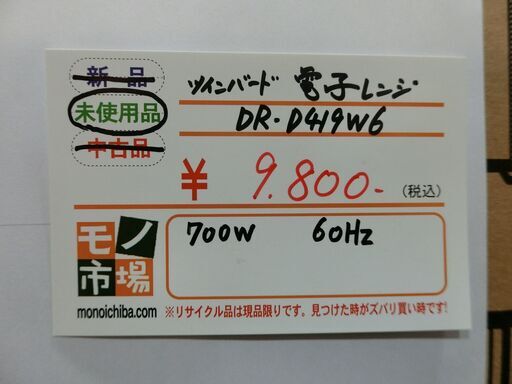 新品
未使用品
中古品
ツインバード 電子レンジ
DR-D419W6
¥ 9.800- (税込)
700W 60Hz
モノ
市場
monoichiba.com
※リサイクル品は現品限りです。見つけた時がズバリ買い時です!